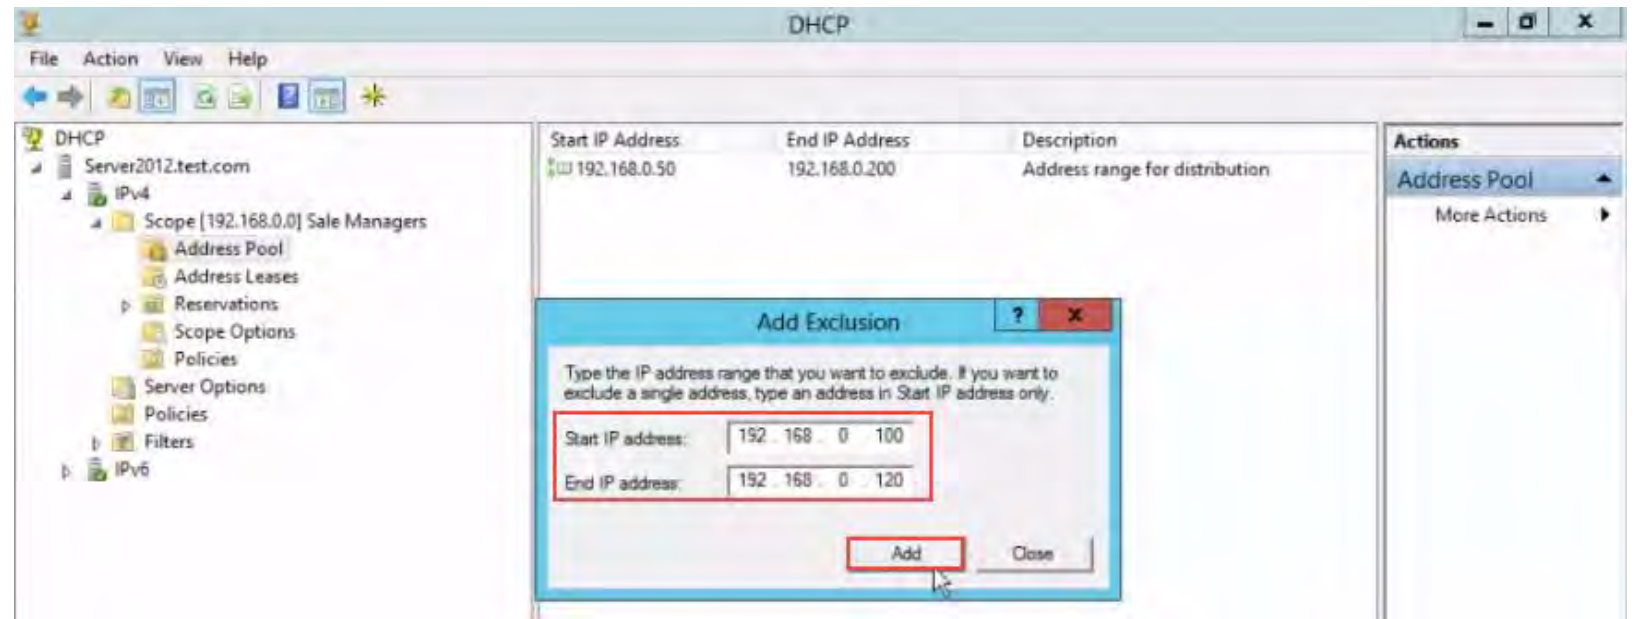 DHCP
File Action View Help
DHCP
Server2012.test.com
IPv4
Scope [192.168.0.0] Sale Managers
Address Pool
Address Leases
Reservations
Scope Options
Policies
Server Options
Policies
Filters
IPv6
Start IP Address End IP Address Description
192.168.0.50 192.168.0.200 Address range for distribution
Actions
Address Pool
More Actions
Add Exclusion
Type the IP address range that you want to exclude. If you want to
exclude a single address, type an address in Start IP address only.
Start IP address: 192 . 168 . 0 . 100
End IP address: 192 . 168 . 0 . 120
Add Close